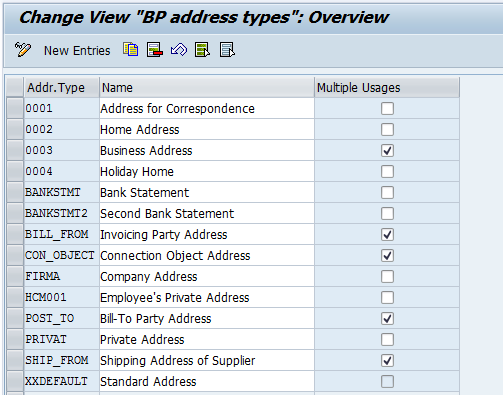 Change View "BP address types": Overview
New Entries
Addr.Type Name Multiple Usages
0001 Address for Correspondence
0002 Home Address
0003 Business Address
0004 Holiday Home
BANKSTMT Bank Statement
BANKSTMT2 Second Bank Statement
BILL_FROM Invoicing Party Address
CON_OBJECT Connection Object Address
FIRMA Company Address
HCM001 Employee's Private Address
POST_TO Bill-To Party Address
PRIVAT Private Address
SHIP_FROM Shipping Address of Supplier
XXDEFAULT Standard Address